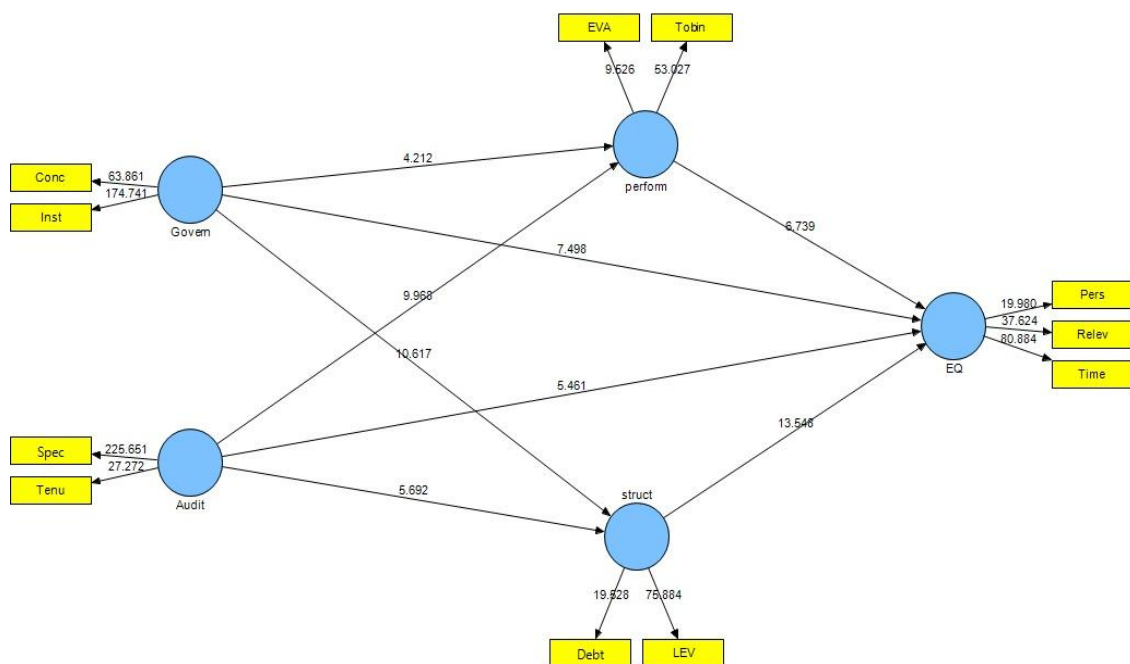 EVA
Tobin
9.526
53.027
Conc
63.861
4.212
174.741
Inst
Govern
perform
6.739
7.498
9.968
Pers
19.980
37.624
Relev
80.884
Time
EQ
10.617
5.461
13.546
Spec
225.651
27.272
Tenu
Audit
5.692
struct
19.528
75.884
Debt
LEV